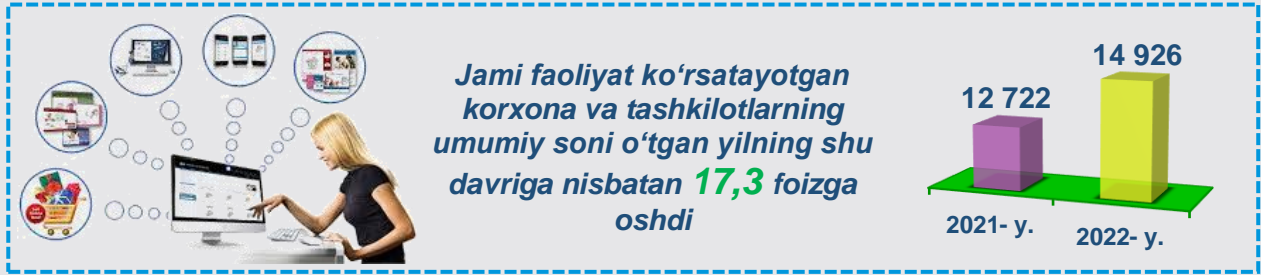 Jami faoliyat ko‘rsatayotgan
korxona va tashkilotlarning
umumiy soni o‘tgan yilning shu
davriga nisbatan 17,3 foizga
oshdi
12 722
14 926
2021- y.
2022- y.